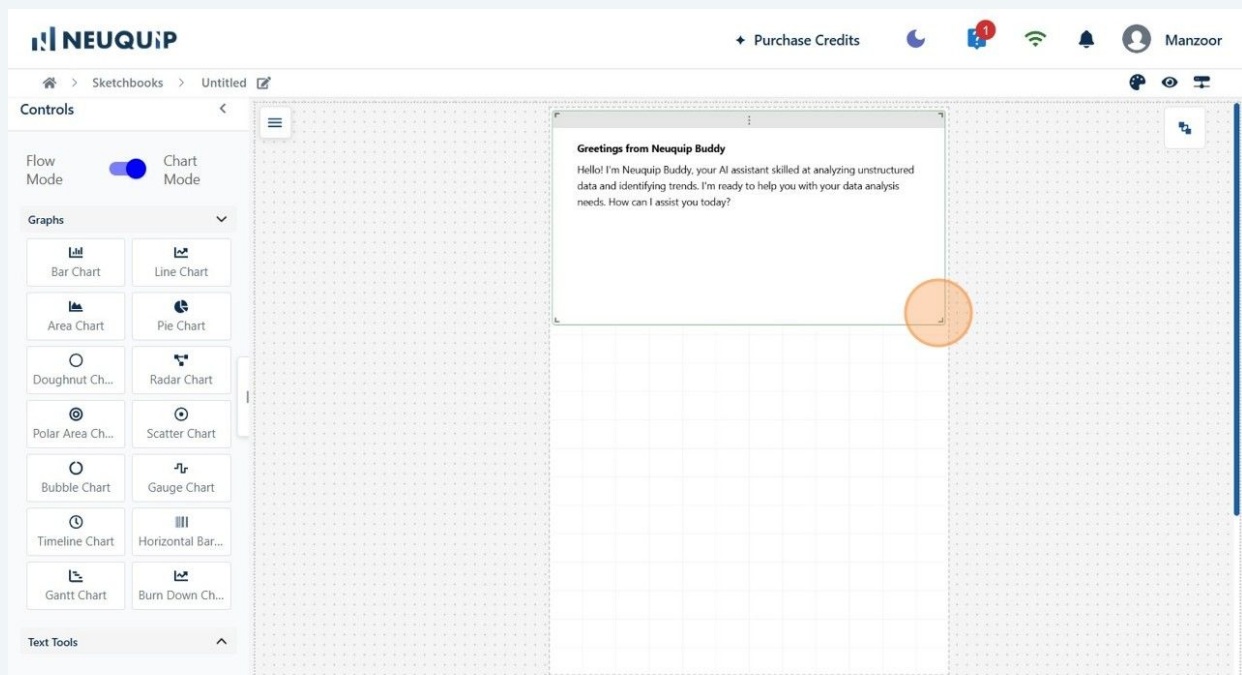 NEUQUIP
Purchase Credits
1
Manzoor
> Sketchbooks > Untitled
Controls
Flow Mode
Chart Mode
Graphs
Bar Chart
Line Chart
Area Chart
Pie Chart
Doughnut Ch...
Radar Chart
Polar Area Ch...
Scatter Chart
Bubble Chart
Gauge Chart
Timeline Chart
Horizontal Bar...
Gantt Chart
Burn Down Ch...
Text Tools
Greetings from Neuquip Buddy
Hello! I'm Neuquip Buddy, your AI assistant skilled at analyzing unstructured
data and identifying trends. I'm ready to help you with your data analysis
needs. How can I assist you today?